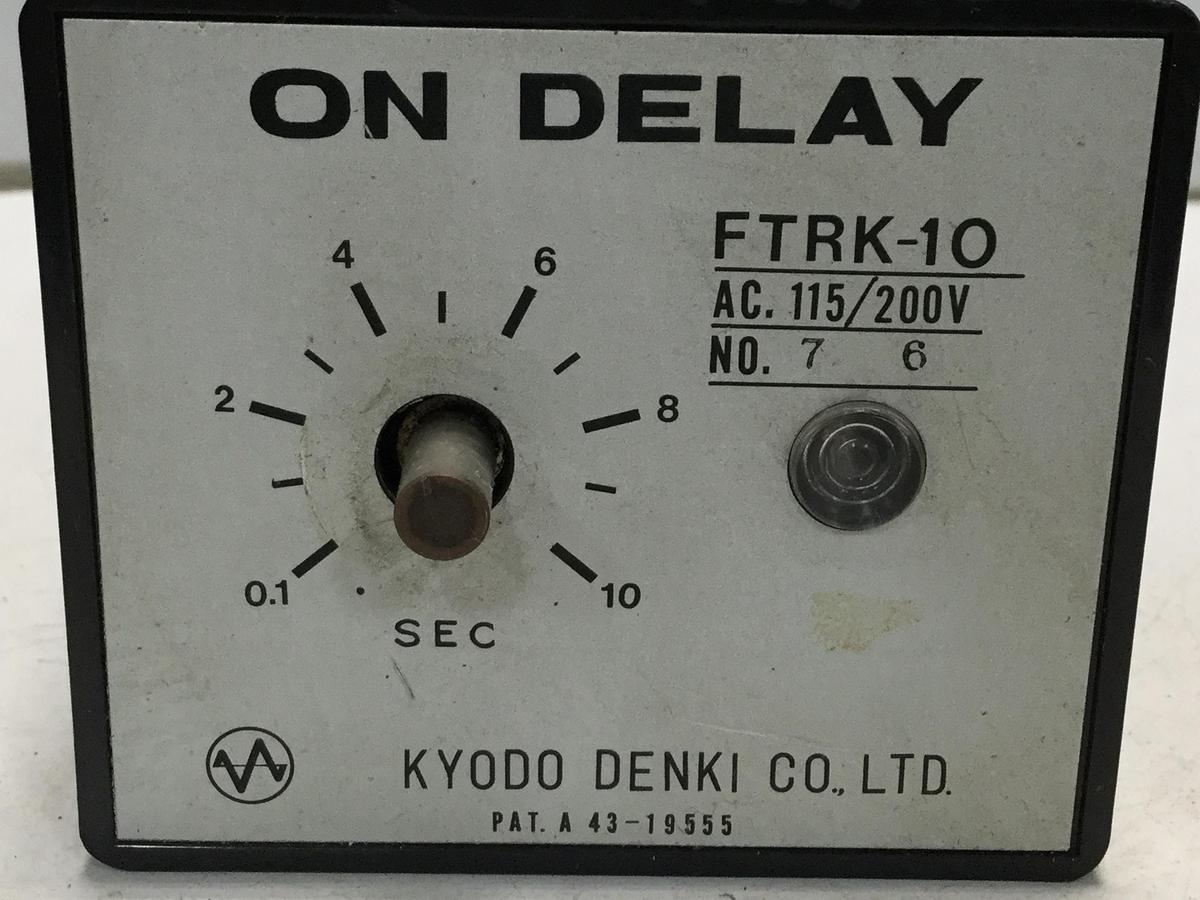 ON DELAY
FTRK-10
AC. 115/200V
NO. 7 6
4 6
2 8
0.1 10
SEC
KYODO DENKI CO., LTD.
PAT. A 43-19555